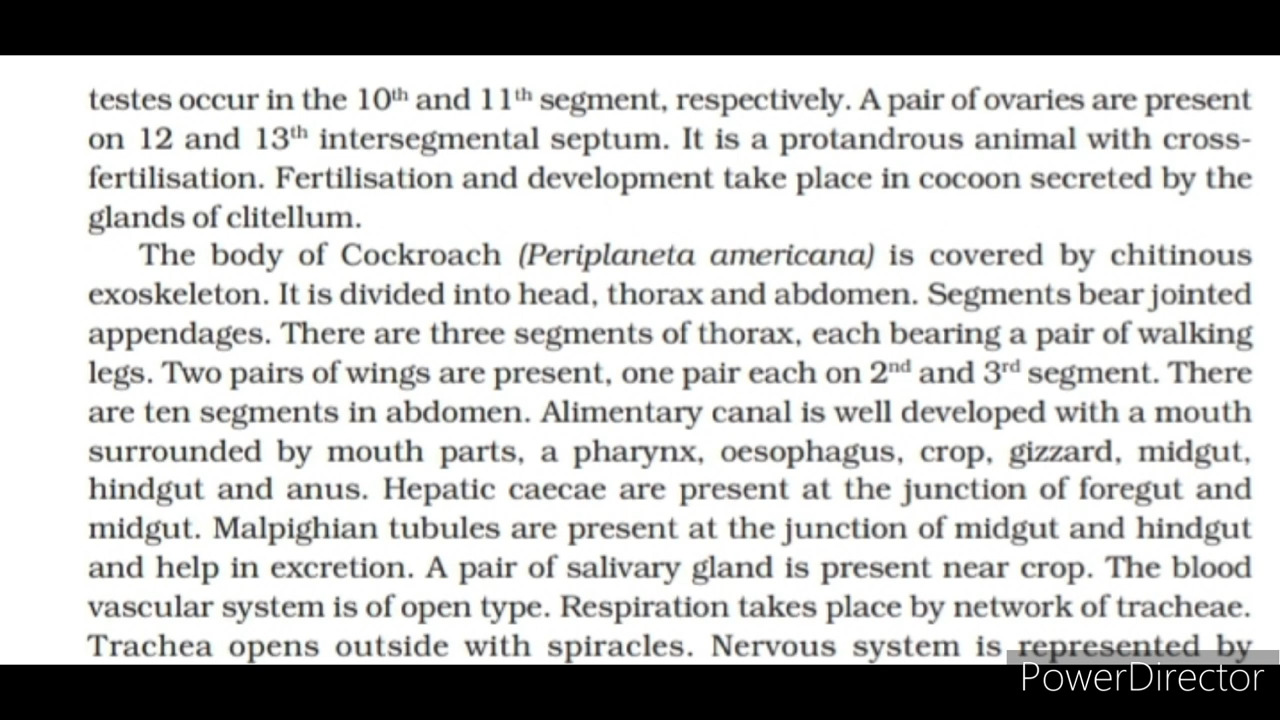 testes occur in the 10th and 11th segment, respectively. A pair of ovaries are present
on 12 and 13th intersegmental septum. It is a protandrous animal with cross-
fertilisation. Fertilisation and development take place in cocoon secreted by the
glands of clitellum.
The body of Cockroach (Periplaneta americana) is covered by chitinous
exoskeleton. It is divided into head, thorax and abdomen. Segments bear jointed
appendages. There are three segments of thorax, each bearing a pair of walking
legs. Two pairs of wings are present, one pair each on 2nd and 3rd segment. There
are ten segments in abdomen. Alimentary canal is well developed with a mouth
surrounded by mouth parts, a pharynx, oesophagus, crop, gizzard, midgut,
hindgut and anus. Hepatic caecae are present at the junction of foregut and
midgut. Malpighian tubules are present at the junction of midgut and hindgut
and help in excretion. A pair of salivary gland is present near crop. The blood
vascular system is of open type. Respiration takes place by network of tracheae.
Trachea opens outside with spiracles. Nervous system is represented by
PowerDirector